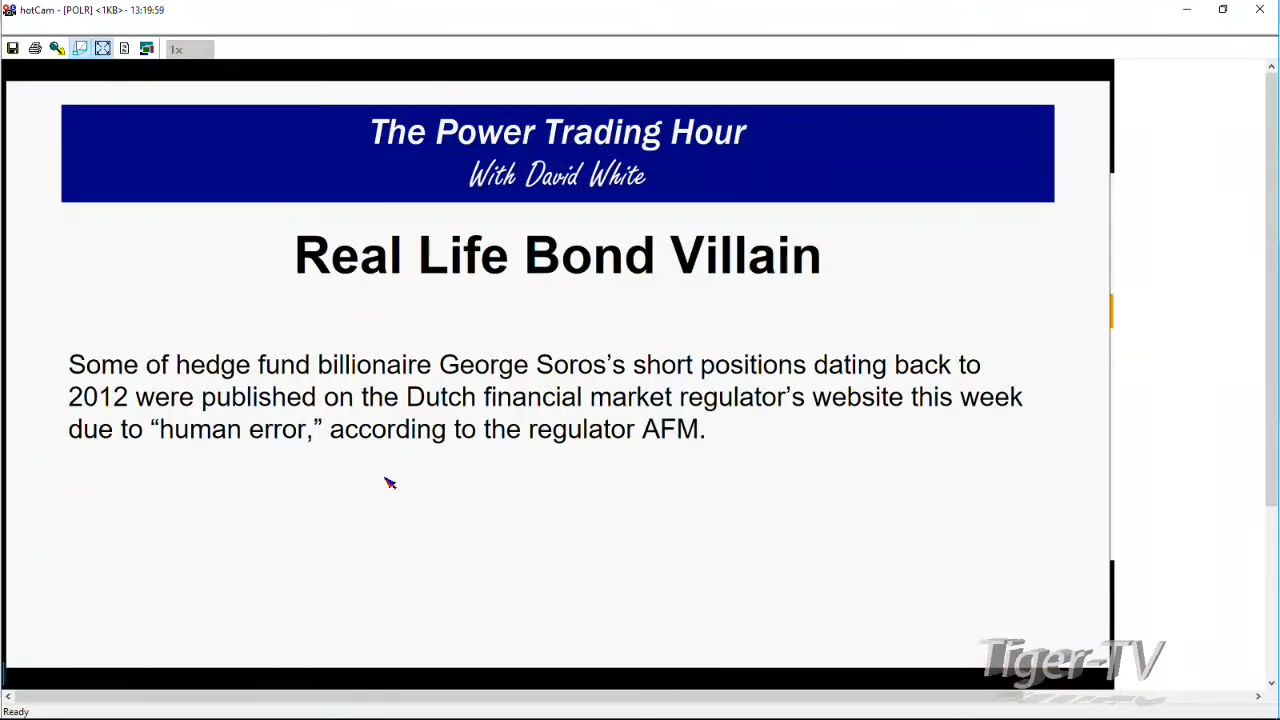 hotCam - [POLR] <1KB> - 13:19:59
1x
The Power Trading Hour
With David White
Real Life Bond Villain
Some of hedge fund billionaire George Soros’s short positions dating back to
2012 were published on the Dutch financial market regulator’s website this week
due to “human error,” according to the regulator AFM.
Tiger-TV
Ready